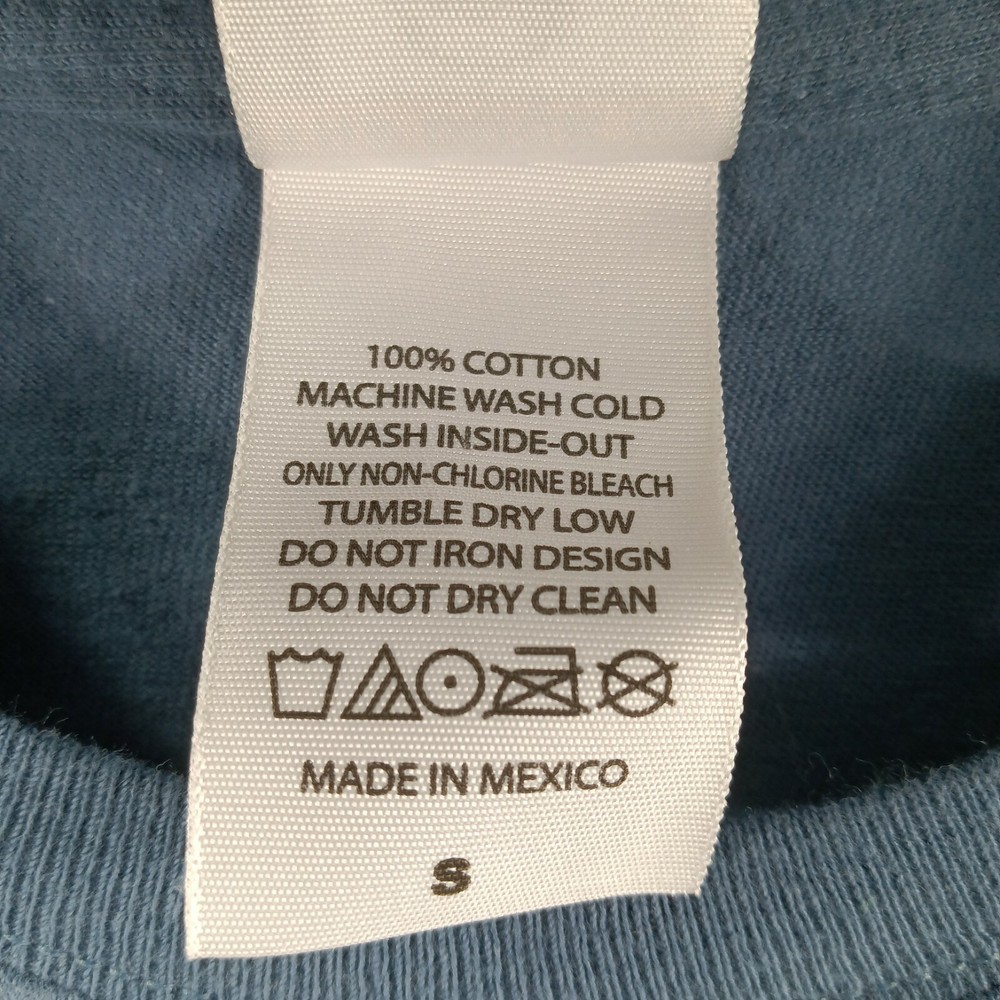 100% COTTON
MACHINE WASH COLD
WASH INSIDE-OUT
ONLY NON-CHLORINE BLEACH
TUMBLE DRY LOW
DO NOT IRON DESIGN
DO NOT DRY CLEAN
MADE IN MEXICO
S